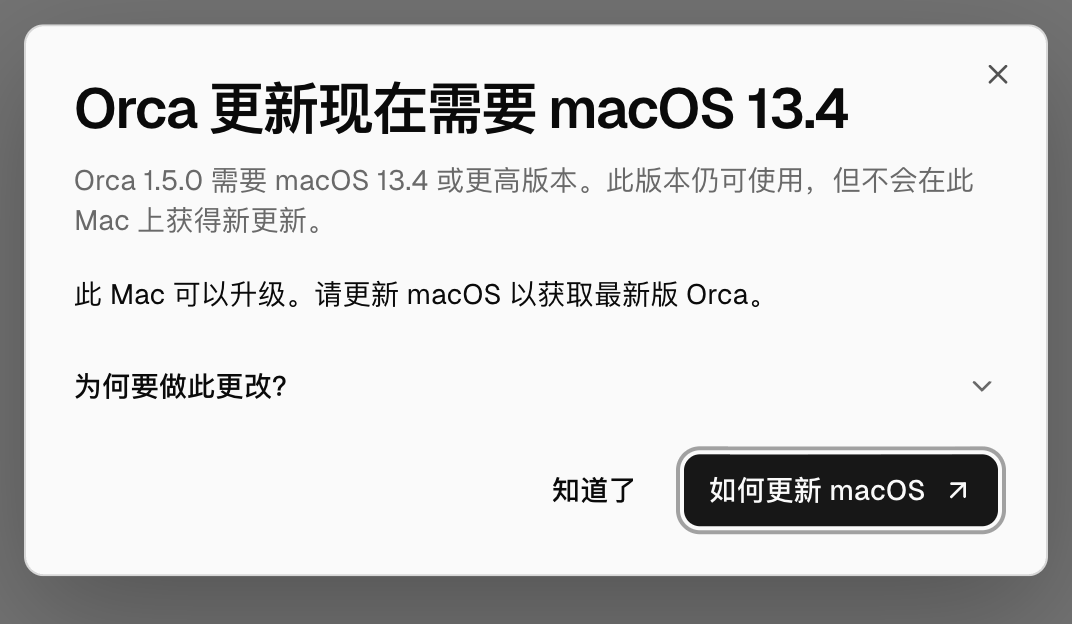 Orca 更新现在需要 macOS 13.4
Orca 1.5.0 需要 macOS 13.4 或更高版本。此版本仍可使用，但不会在此
Mac 上获得新更新。
此 Mac 可以升级。请更新 macOS 以获取最新版 Orca。
为何要做此更改?
知道了
如何更新 macOS